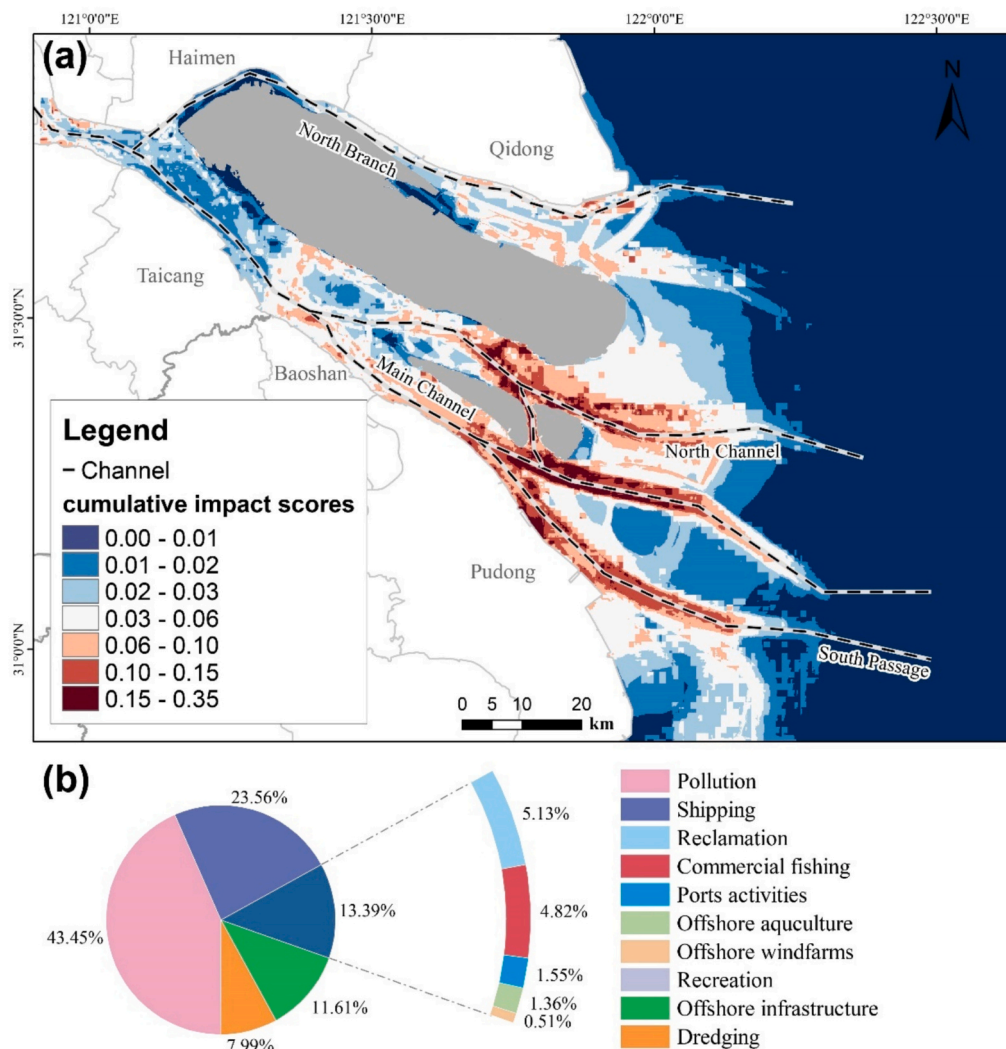 121°0'0"E
121°30'0"E
122°0'0"E
122°30'0"E
(a)
Haimen
N
North Branch
Qidong
Taicang
31°30'0"N
Baoshan
Main Channel
North Channel
Legend
Channel
cumulative impact scores
0.00 - 0.01
0.01 - 0.02
0.02 - 0.03
0.03 - 0.06
0.06 - 0.10
0.10 - 0.15
0.15 - 0.35
Pudong
31°0'0"N
South Passage
0 5 10 20
km
(b)
23.56%
13.39%
43.45%
11.61%
7.99%
5.13%
4.82%
1.55%
1.36%
0.51%
Pollution
Shipping
Reclamation
Commercial fishing
Ports activities
Offshore aquculture
Offshore windfarms
Recreation
Offshore infrastructure
Dredging